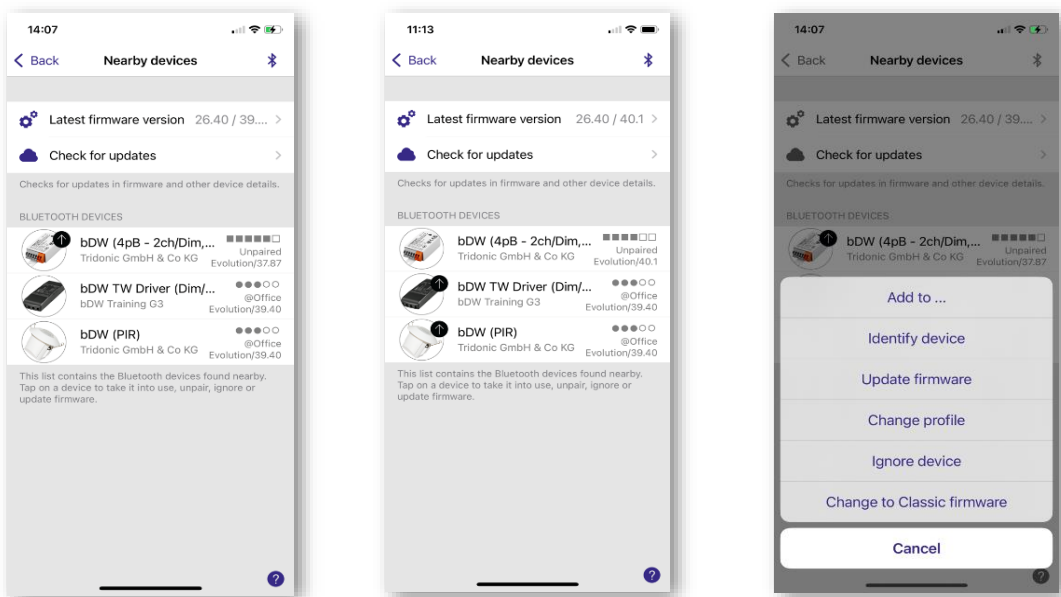 14:07
Back Nearby devices
Latest firmware version 26.40 / 39....
Check for updates
Checks for updates in firmware and other device details.
BLUETOOTH DEVICES
bDW (4pB - 2ch/Dim,...
Unpaired
Tridonic GmbH & Co KG
Evolution/37.87
bDW TW Driver (Dim/...
@Office
bDW Training G3
Evolution/39.40
bDW (PIR)
@Office
Tridonic GmbH & Co KG
Evolution/39.40
This list contains the Bluetooth devices found nearby.
Tap on a device to take it into use, unpair, ignore or
update firmware.
?
11:13
Back Nearby devices
Latest firmware version 26.40 / 40.1
Check for updates
Checks for updates in firmware and other device details.
BLUETOOTH DEVICES
bDW (4pB - 2ch/Dim,...
Unpaired
Tridonic GmbH & Co KG
Evolution/40.1
bDW TW Driver (Dim/...
@Office
bDW Training G3
Evolution/39.40
bDW (PIR)
@Office
Tridonic GmbH & Co KG
Evolution/39.40
This list contains the Bluetooth devices found nearby.
Tap on a device to take it into use, unpair, ignore or
update firmware.
?
14:07
Back Nearby devices
Latest firmware version 26.40 / 39....
Check for updates
Checks for updates in firmware and other device details.
BLUETOOTH DEVICES
bDW (4pB - 2ch/Dim,...
Unpaired
Tridonic GmbH & Co KG
Evolution/37.87
Add to ...
Identify device
Update firmware
Change profile
Ignore device
Change to Classic firmware
Cancel
?